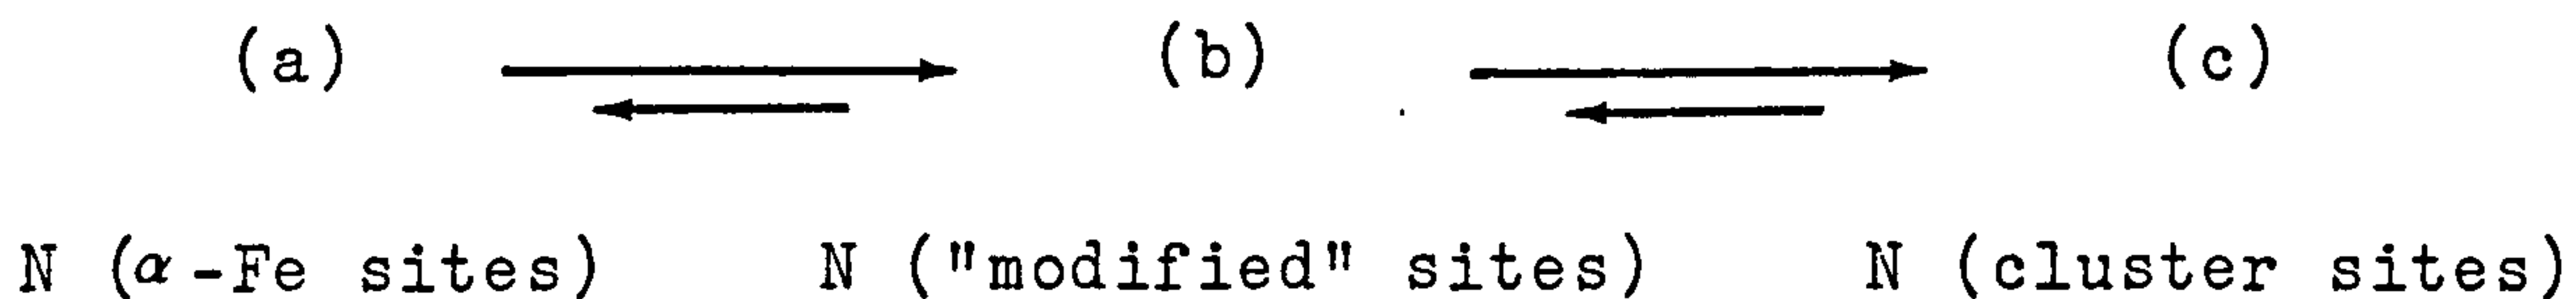 (a) (b) (c)
N (α-Fe sites) N ("modified" sites) N (cluster sites)